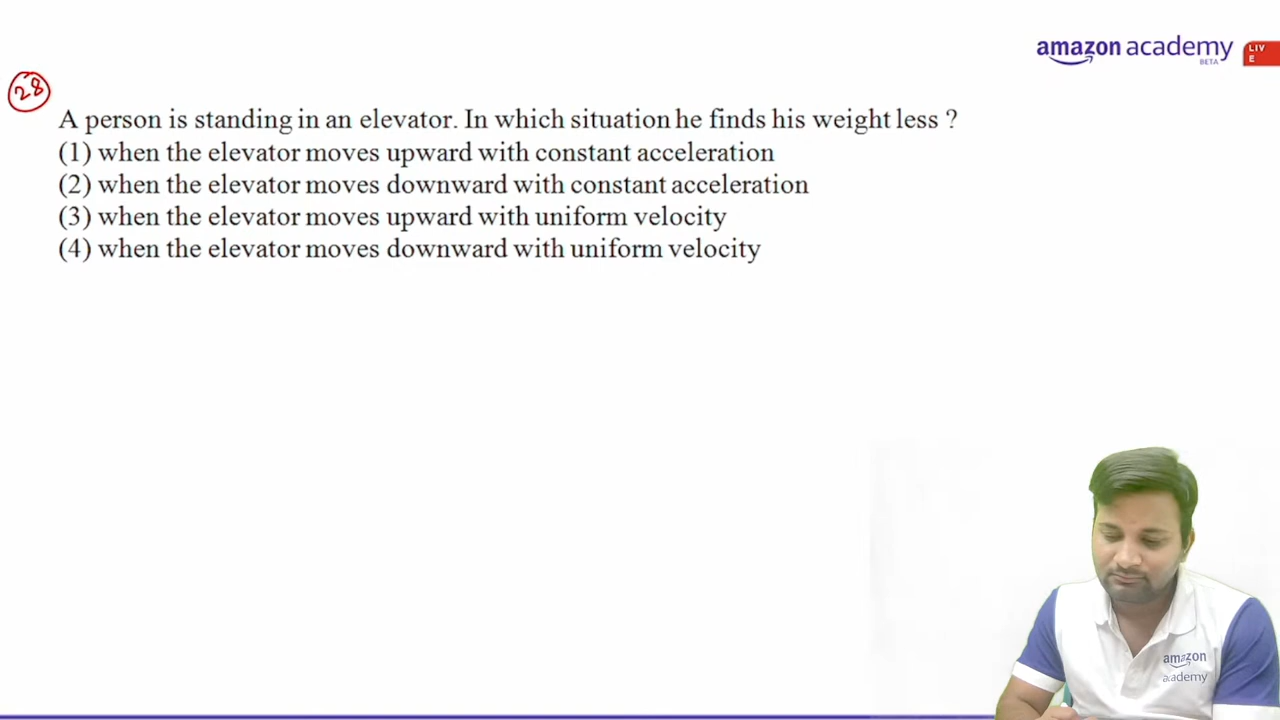 amazon academy
BETA
LIV
E
28
A person is standing in an elevator. In which situation he finds his weight less ?
(1) when the elevator moves upward with constant acceleration
(2) when the elevator moves downward with constant acceleration
(3) when the elevator moves upward with uniform velocity
(4) when the elevator moves downward with uniform velocity
amazon
academy